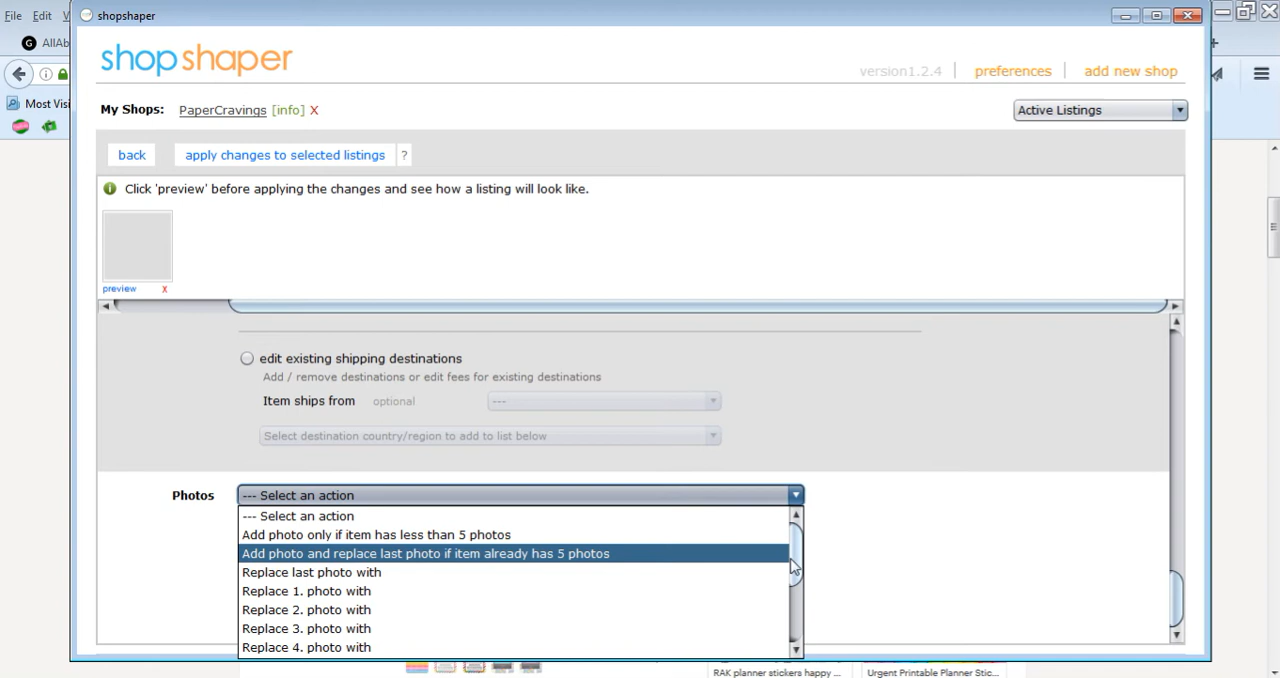 File Edit V
shopshaper
AllAb
shopshaper
version1.2.4
preferences
add new shop
Most Visi
My Shops: PaperCravings [info] X
Active Listings
back
apply changes to selected listings
?
Click 'preview' before applying the changes and see how a listing will look like.
preview x
edit existing shipping destinations
Add / remove destinations or edit fees for existing destinations
Item ships from optional ---
Select destination country/region to add to list below
Photos --- Select an action
--- Select an action
Add photo only if item has less than 5 photos
Add photo and replace last photo if item already has 5 photos
Replace last photo with
Replace 1. photo with
Replace 2. photo with
Replace 3. photo with
Replace 4. photo with
RAK planner stickers happy ...
Urgent Printable Planner Stic...